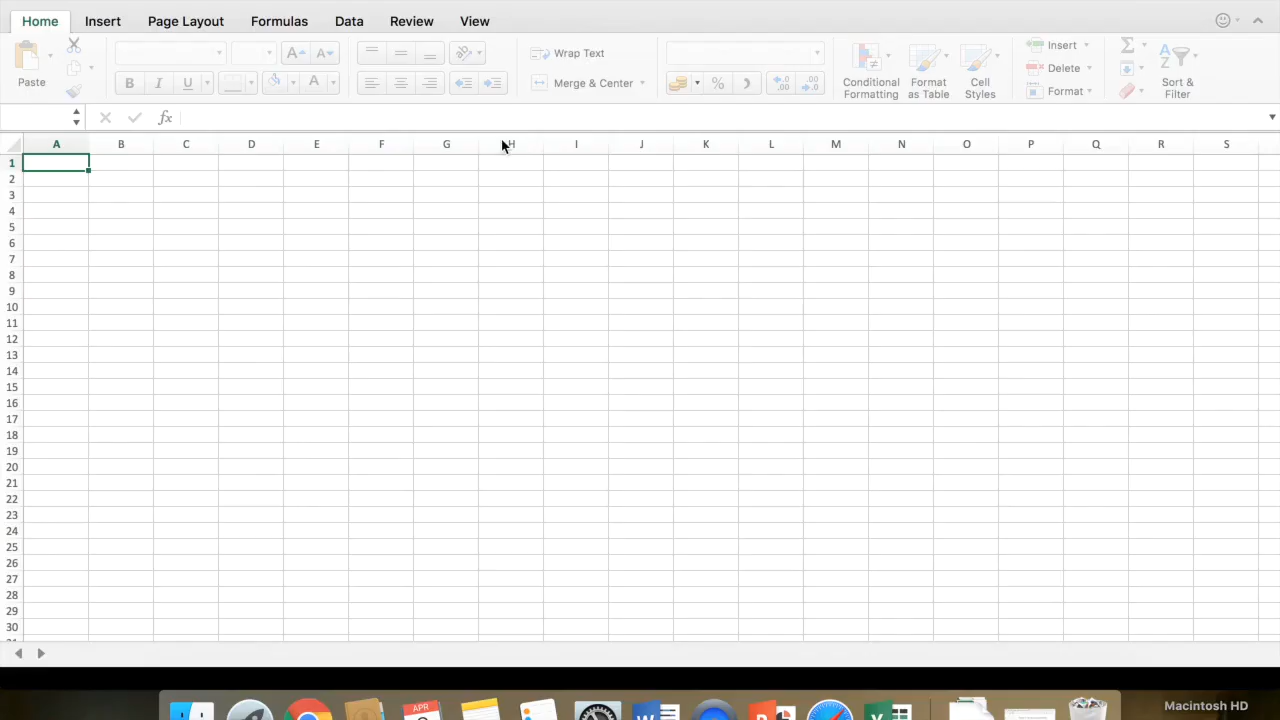 Home Insert Page Layout Formulas Data Review View
Wrap Text
Insert
Delete
Paste
B I U A
Merge & Center
%
Conditional Formatting
Format as Table
Cell Styles
Format
Sort & Filter
fx
A B C D E F G H I J K L M N O P Q R S
1
2
3
4
5
6
7
8
9
10
11
12
13
14
15
16
17
18
19
20
21
22
23
24
25
26
27
28
29
30
APR
Macintosh HD